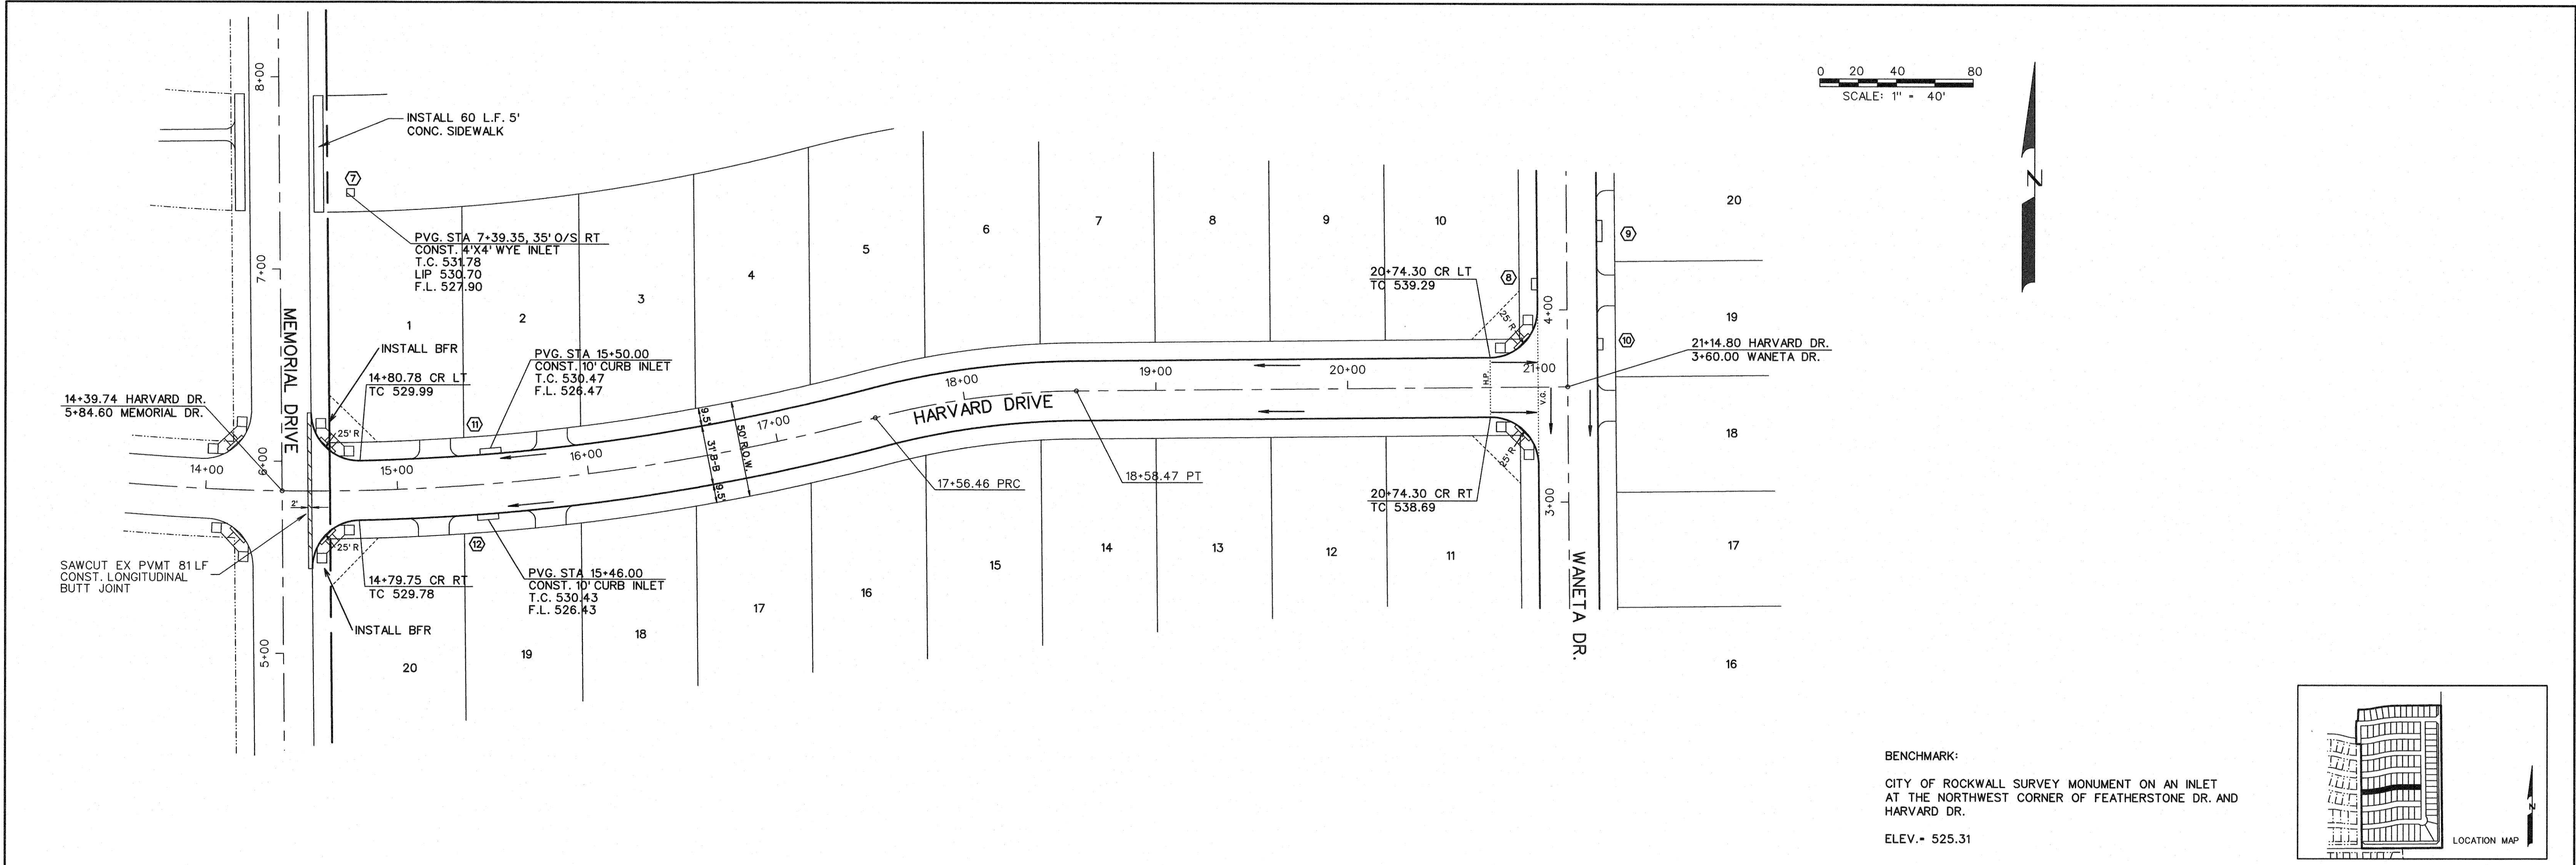 8+00
INSTALL 60 L.F. 5'
CONC. SIDEWALK
7
PVG. STA 7+39.35, 35' O/S RT
CONST. 4'X4' WYE INLET
T.C. 531.78
LIP 530.70
F.L. 527.90
7+00
MEMORIAL DRIVE
1
2
3
4
5
6
7
8
9
10
INSTALL BFR
PVG. STA 15+50.00
CONST. 10' CURB INLET
T.C. 530.47
F.L. 526.47
14+80.78 CR LT
TC 529.99
14+39.74 HARVARD DR.
5+84.60 MEMORIAL DR.
11
25' R
6+00
14+00
15+00
16+00
17+00
18+00
19+00
20+00
21+00
9.5'
31' B-B
9.5'
50' R.O.W.
HARVARD DRIVE
17+56.46 PRC
18+58.47 PT
2'
25' R
12
SAWCUT EX PVMT 81 LF
CONST. LONGITUDINAL
BUTT JOINT
14+79.75 CR RT
TC 529.78
PVG. STA 15+46.00
CONST. 10' CURB INLET
T.C. 530.43
F.L. 526.43
INSTALL BFR
5+00
20
19
18
17
16
15
14
13
12
11
20+74.30 CR LT
TC 539.29
8
25' R
4+00
H.P.
V.G.
20+74.30 CR RT
TC 538.69
25' R
3+00
WANETA DR.
9
10
21+14.80 HARVARD DR.
3+60.00 WANETA DR.
20
19
18
17
16
0 20 40 80
SCALE: 1" = 40'
N
BENCHMARK:
CITY OF ROCKWALL SURVEY MONUMENT ON AN INLET
AT THE NORTHWEST CORNER OF FEATHERSTONE DR. AND
HARVARD DR.
ELEV.= 525.31
N
LOCATION MAP